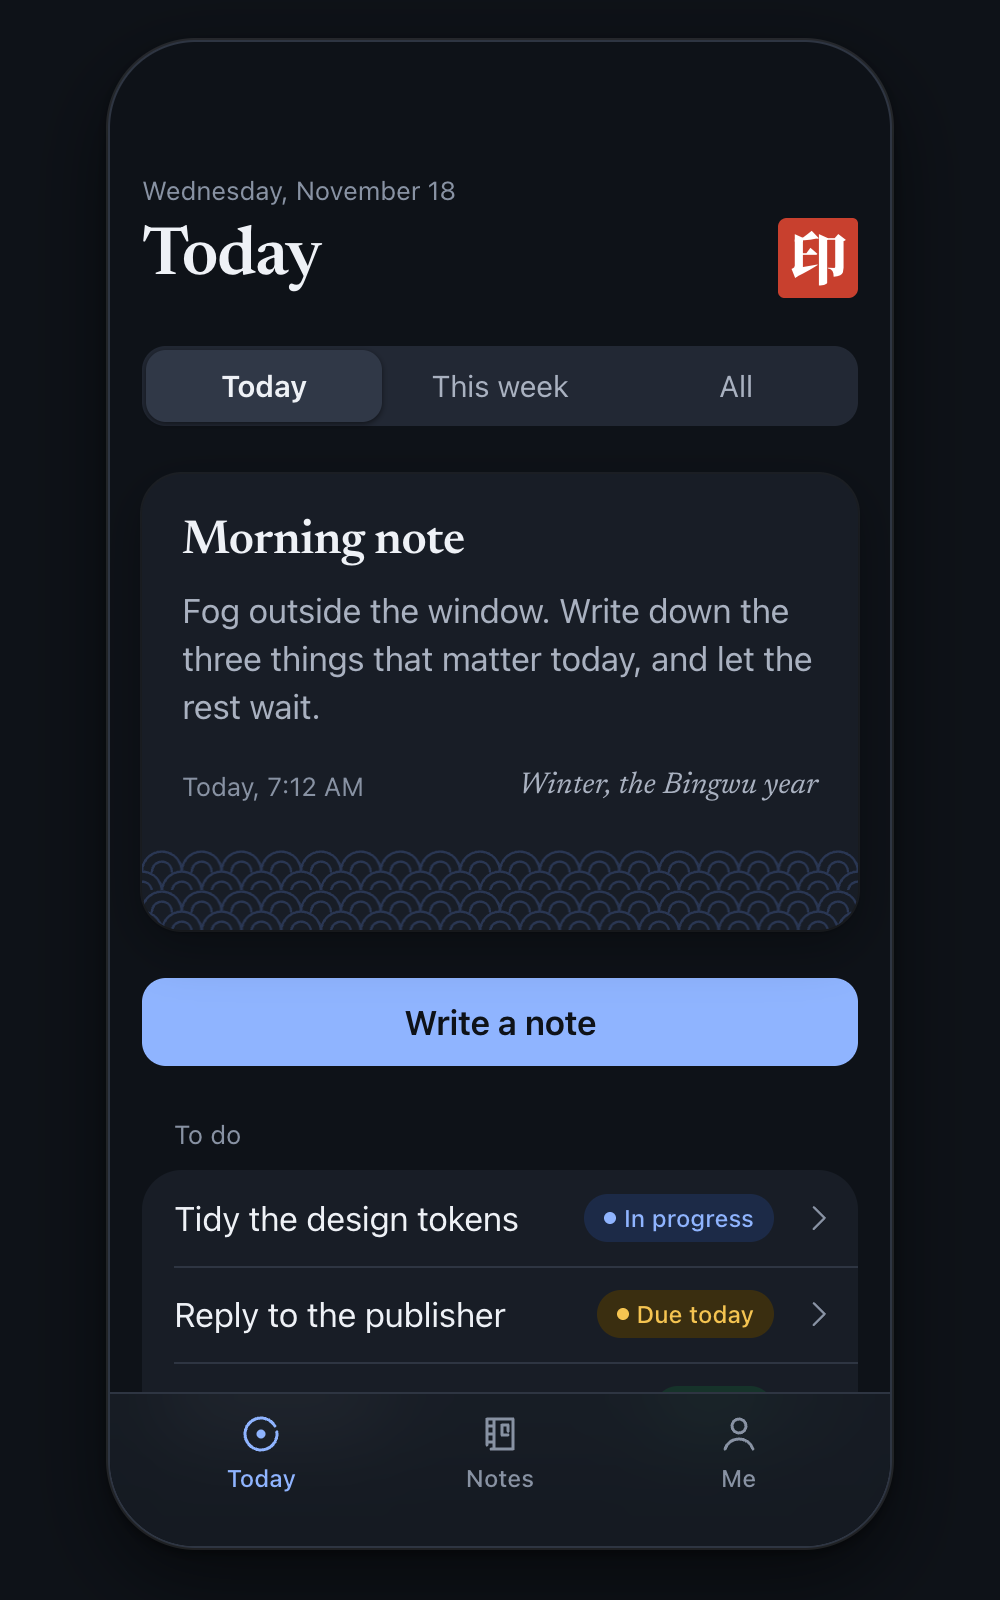 Wednesday, November 18
Today
印
Today
This week
All
Morning note
Fog outside the window. Write down the
three things that matter today, and let the
rest wait.
Today, 7:12 AM
Winter, the Bingwu year
Write a note
To do
Tidy the design tokens
In progress
Reply to the publisher
Due today
Today
Notes
Me